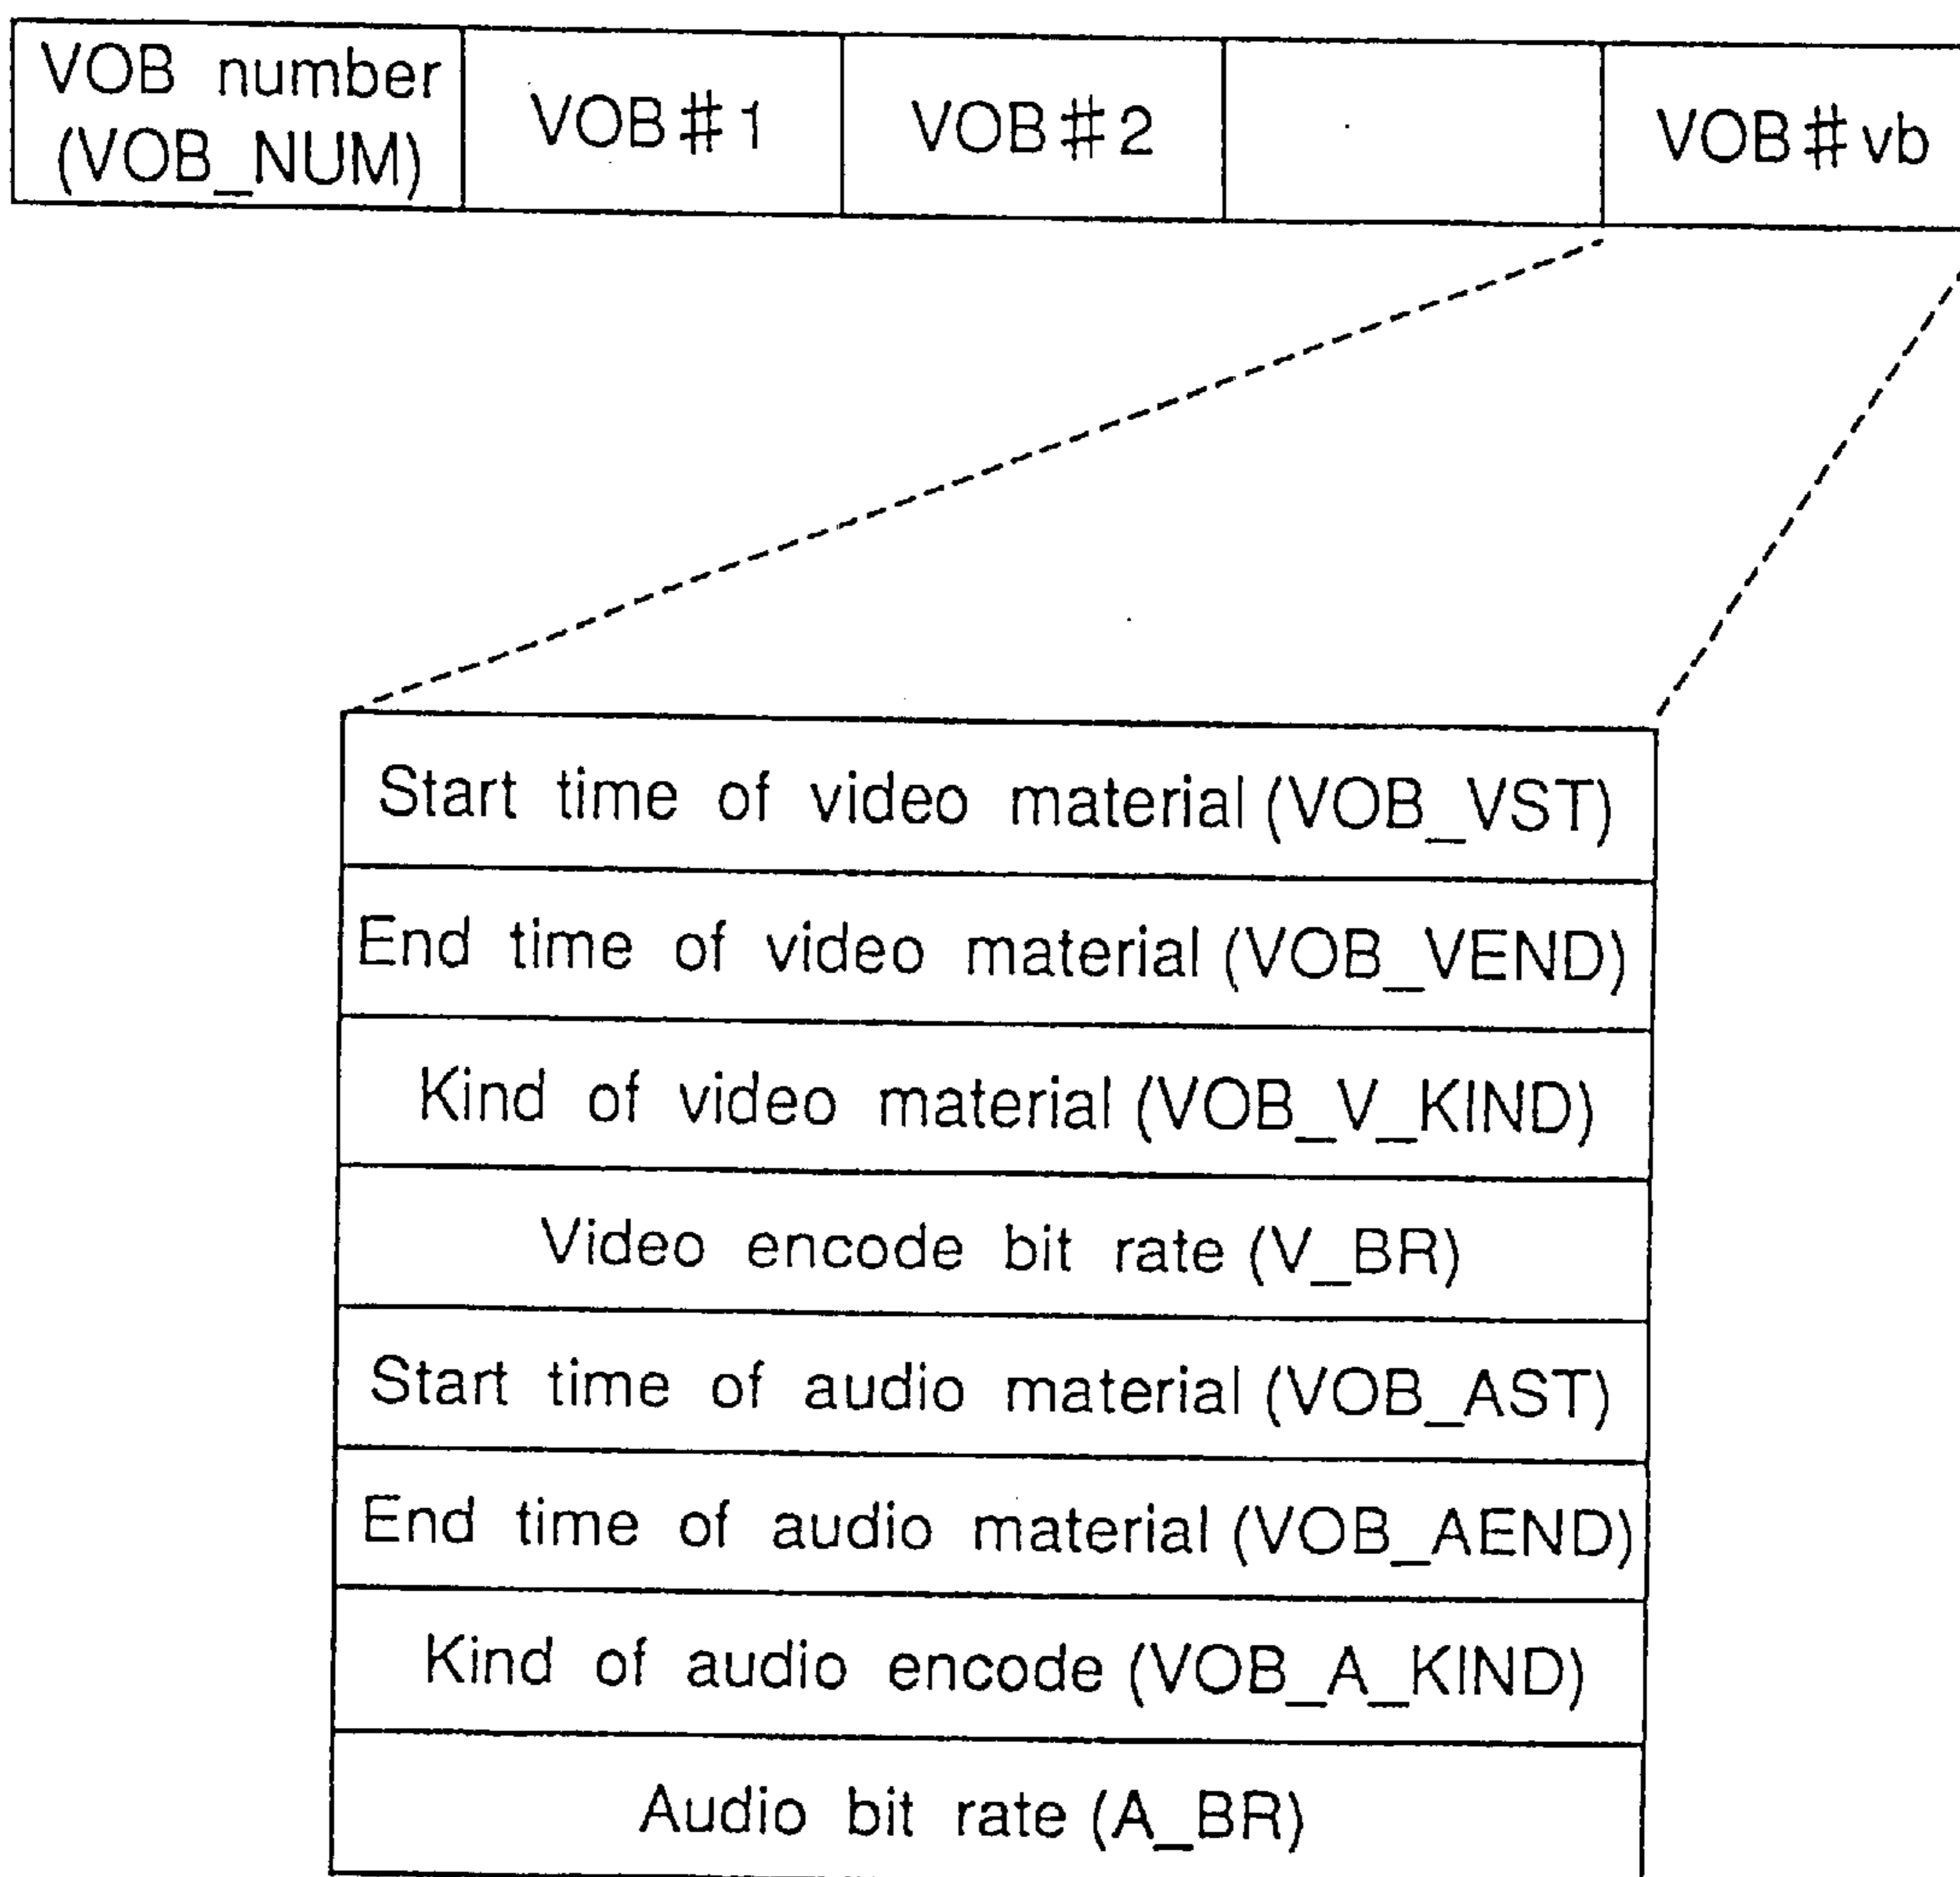 VOB number
(VOB_NUM)
VOB#1
VOB#2
VOB#vb
Start time of video material (VOB_VST)
End time of video material (VOB_VEND)
Kind of video material (VOB_V_KIND)
Video encode bit rate (V_BR)
Start time of audio material (VOB_AST)
End time of audio material (VOB_AEND)
Kind of audio encode (VOB_A_KIND)
Audio bit rate (A_BR)